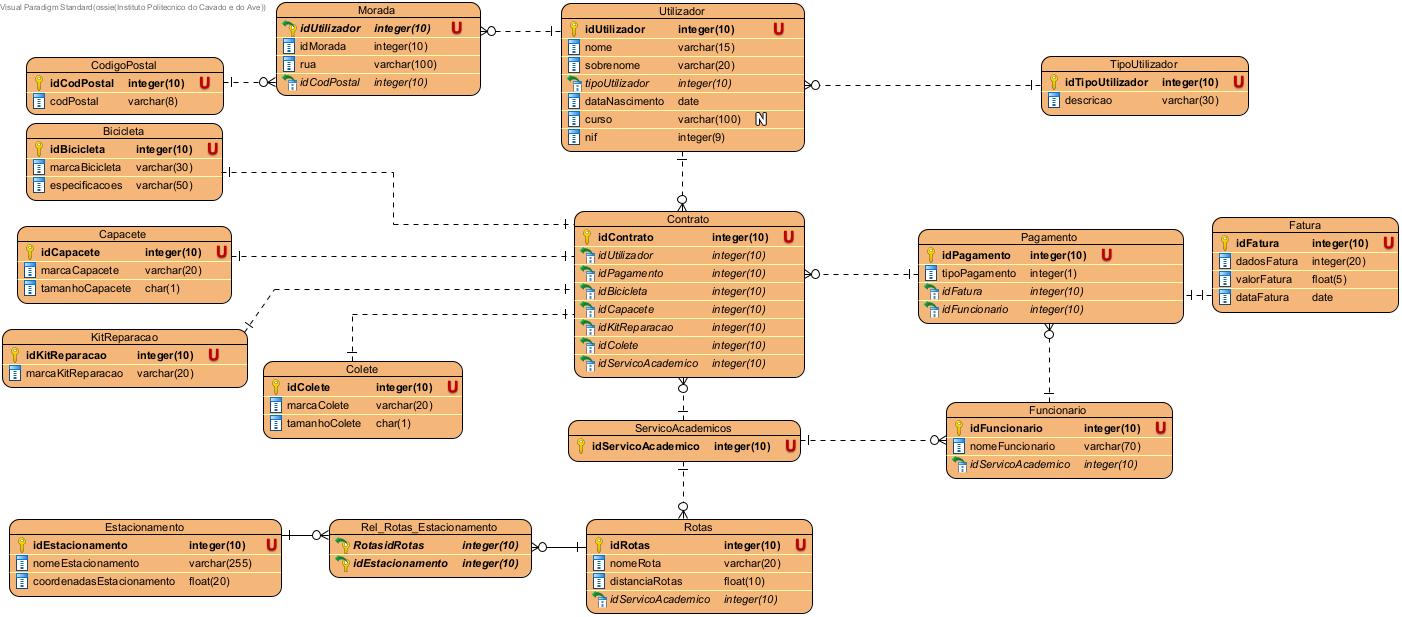 Visual Paradigm Standard(ossie(Instituto Politecnico do Cavado e do Ave))
Morada
idUtilizador integer(10) U
idMorada integer(10)
rua varchar(100)
idCodPostal integer(10)
Utilizador
idUtilizador integer(10) U
nome varchar(15)
sobrenome varchar(20)
tipoUtilizador integer(10)
dataNascimento date
curso varchar(100) N
nif integer(9)
CodigoPostal
idCodPostal integer(10) U
codPostal varchar(8)
TipoUtilizador
idTipoUtilizador integer(10) U
descricao varchar(30)
Bicicleta
idBicicleta integer(10) U
marcaBicicleta varchar(30)
especificacoes varchar(50)
Capacete
idCapacete integer(10) U
marcaCapacete varchar(20)
tamanhoCapacete char(1)
Contrato
idContrato integer(10) U
idUtilizador integer(10)
idPagamento integer(10)
idBicicleta integer(10)
idCapacete integer(10)
idKitReparacao integer(10)
idColete integer(10)
idServicoAcademico integer(10)
Pagamento
idPagamento integer(10) U
tipoPagamento integer(1)
idFatura integer(10)
idFuncionario integer(10)
Fatura
idFatura integer(10) U
dadosFatura integer(20)
valorFatura float(5)
dataFatura date
KitReparacao
idKitReparacao integer(10) U
marcaKitReparacao varchar(20)
Colete
idColete integer(10) U
marcaColete varchar(20)
tamanhoColete char(1)
ServicoAcademicos
idServicoAcademico integer(10) U
Funcionario
idFuncionario integer(10) U
nomeFuncionario varchar(70)
idServicoAcademico integer(10)
Estacionamento
idEstacionamento integer(10) U
nomeEstacionamento varchar(255)
coordenadasEstacionamento float(20)
Rel_Rotas_Estacionamento
RotasidRotas integer(10)
idEstacionamento integer(10)
Rotas
idRotas integer(10) U
nomeRota varchar(20)
distanciaRotas float(10)
idServicoAcademico integer(10)